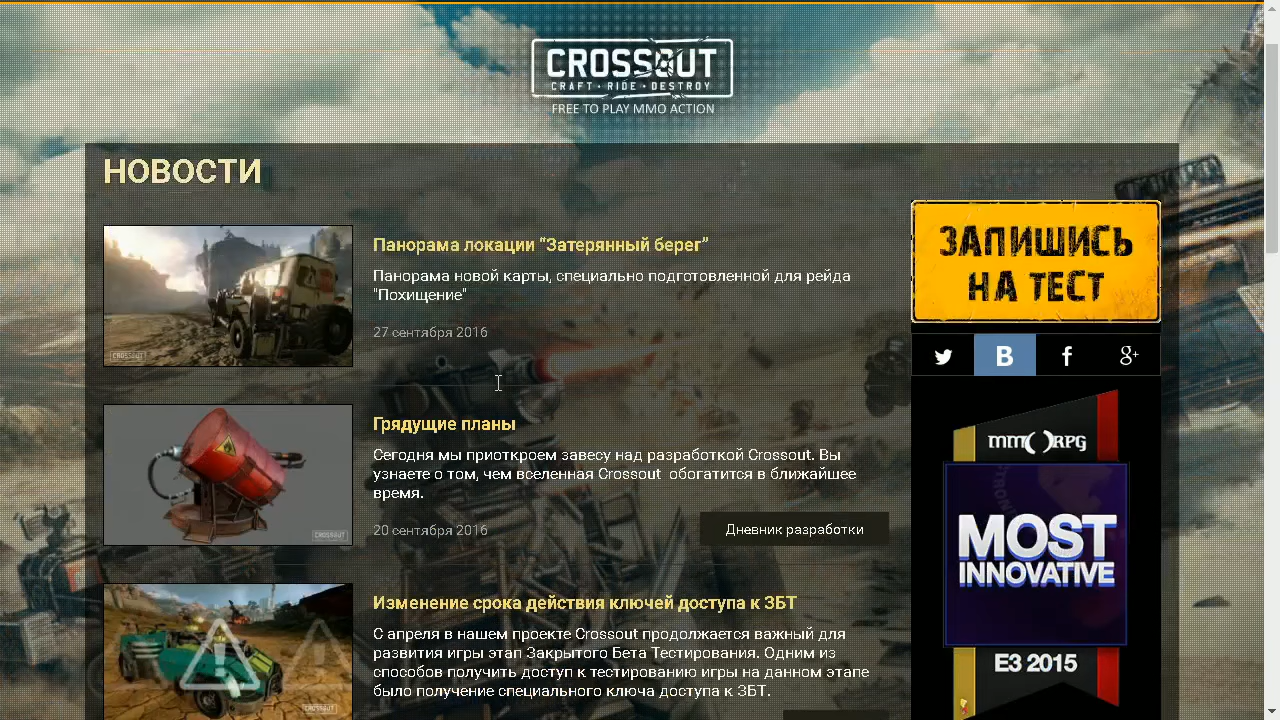 CROSSOUT
CRAFT • RIDE • DESTROY
FREE TO PLAY MMO ACTION
НОВОСТИ
Панорама локации “Затерянный берег”
Панорама новой карты, специально подготовленной для рейда
"Похищение"
27 сентября 2016
CROSSOUT
Грядущие планы
Сегодня мы приоткроем завесу над разработкой Crossout. Вы
узнаете о том, чем вселенная Crossout обогатится в ближайшее
время.
20 сентября 2016
Дневник разработки
CROSSOUT
Изменение срока действия ключей доступа к ЗБТ
С апреля в нашем проекте Crossout продолжается важный для
развития игры этап Закрытого Бета Тестирования. Одним из
способов получить доступ к тестированию игры на данном этапе
было получение специального ключа доступа к ЗБТ.
CROSSOUT
ЗАПИШИСЬ
НА ТЕСТ
B
f
g+
mmorpg
MOST
INNOVATIVE
E3 2015